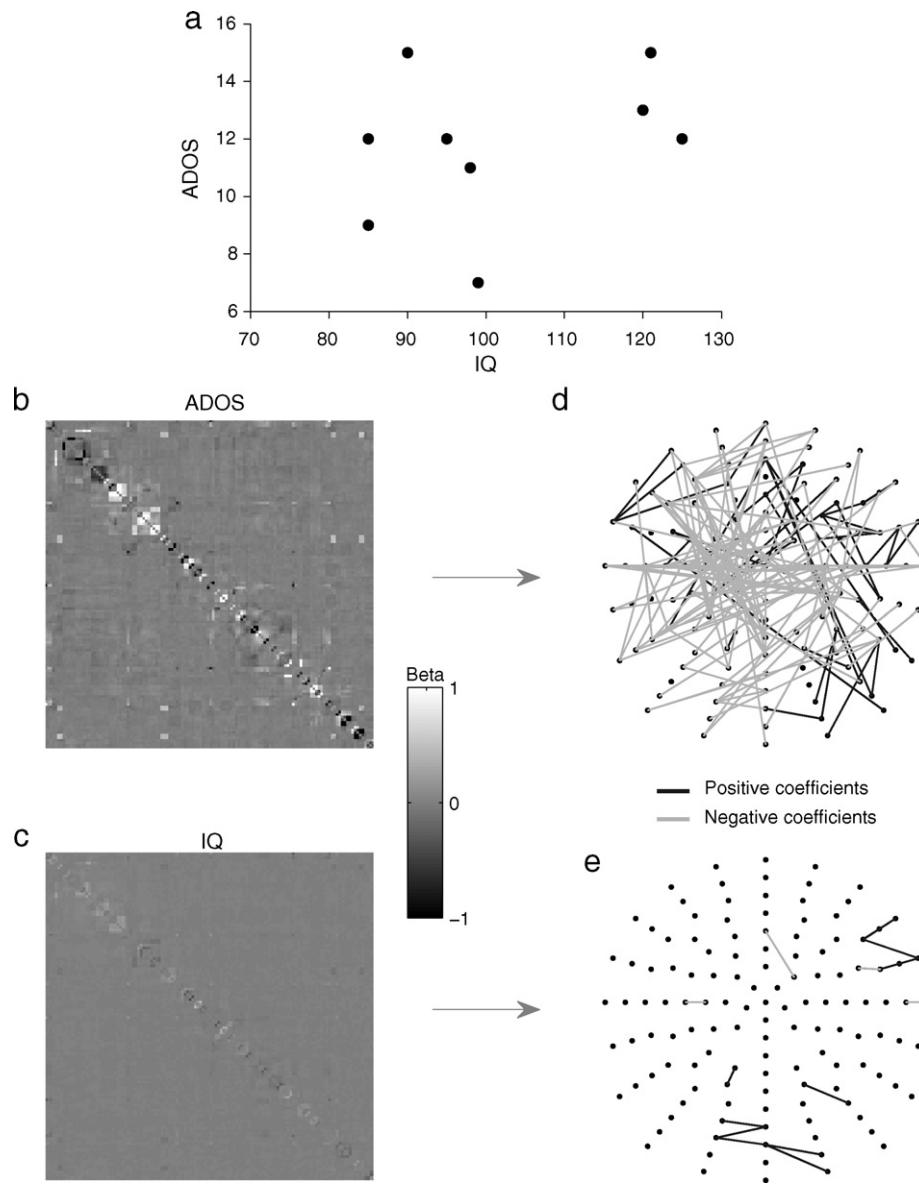 a
16
14
12
10
8
6
ADOS
70 80 90 100 110 120 130
IQ
b
ADOS
d
Beta
1
0
−1
Positive coefficients
Negative coefficients
c
IQ
e